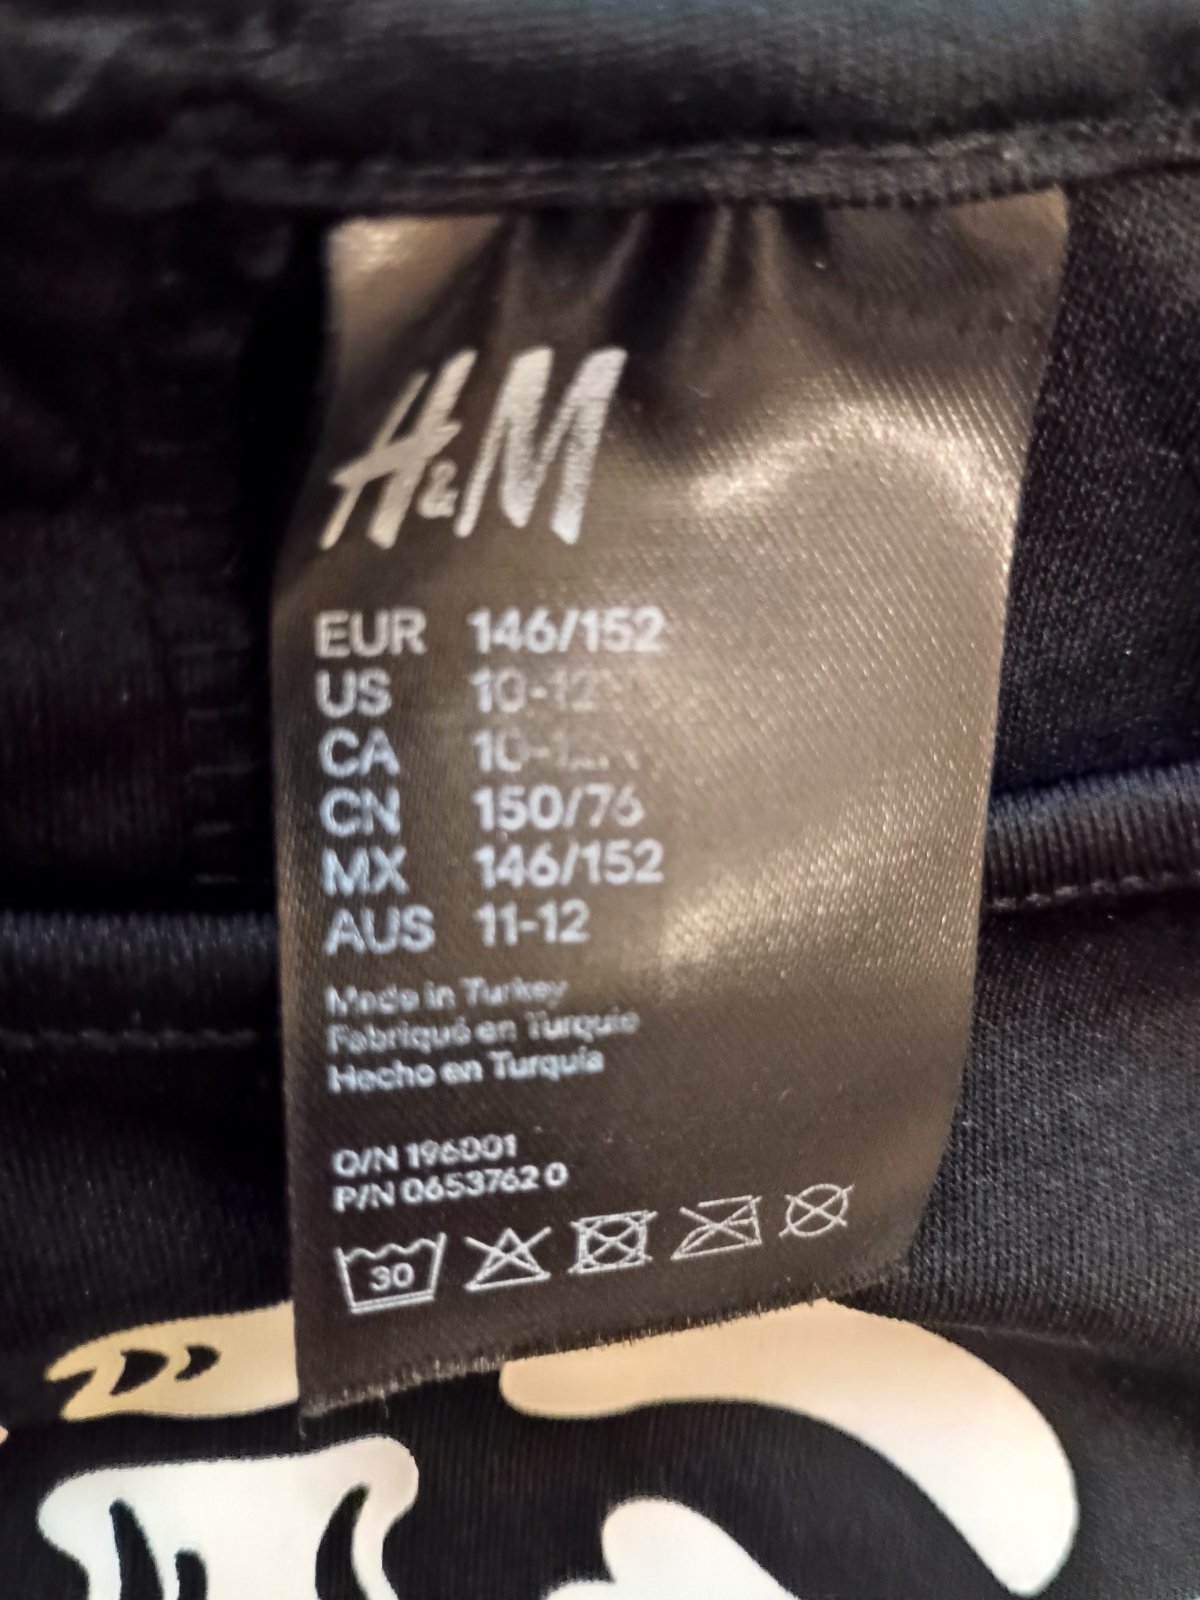 H&M
EUR 146/152
US 10-12
CA 10-
CN 150/76
MX 146/152
AUS 11-12
Made in Turkey
Fabriqué en Turquie
Hecho en Turquía
O/N 196001
P/N 0653762 0
30